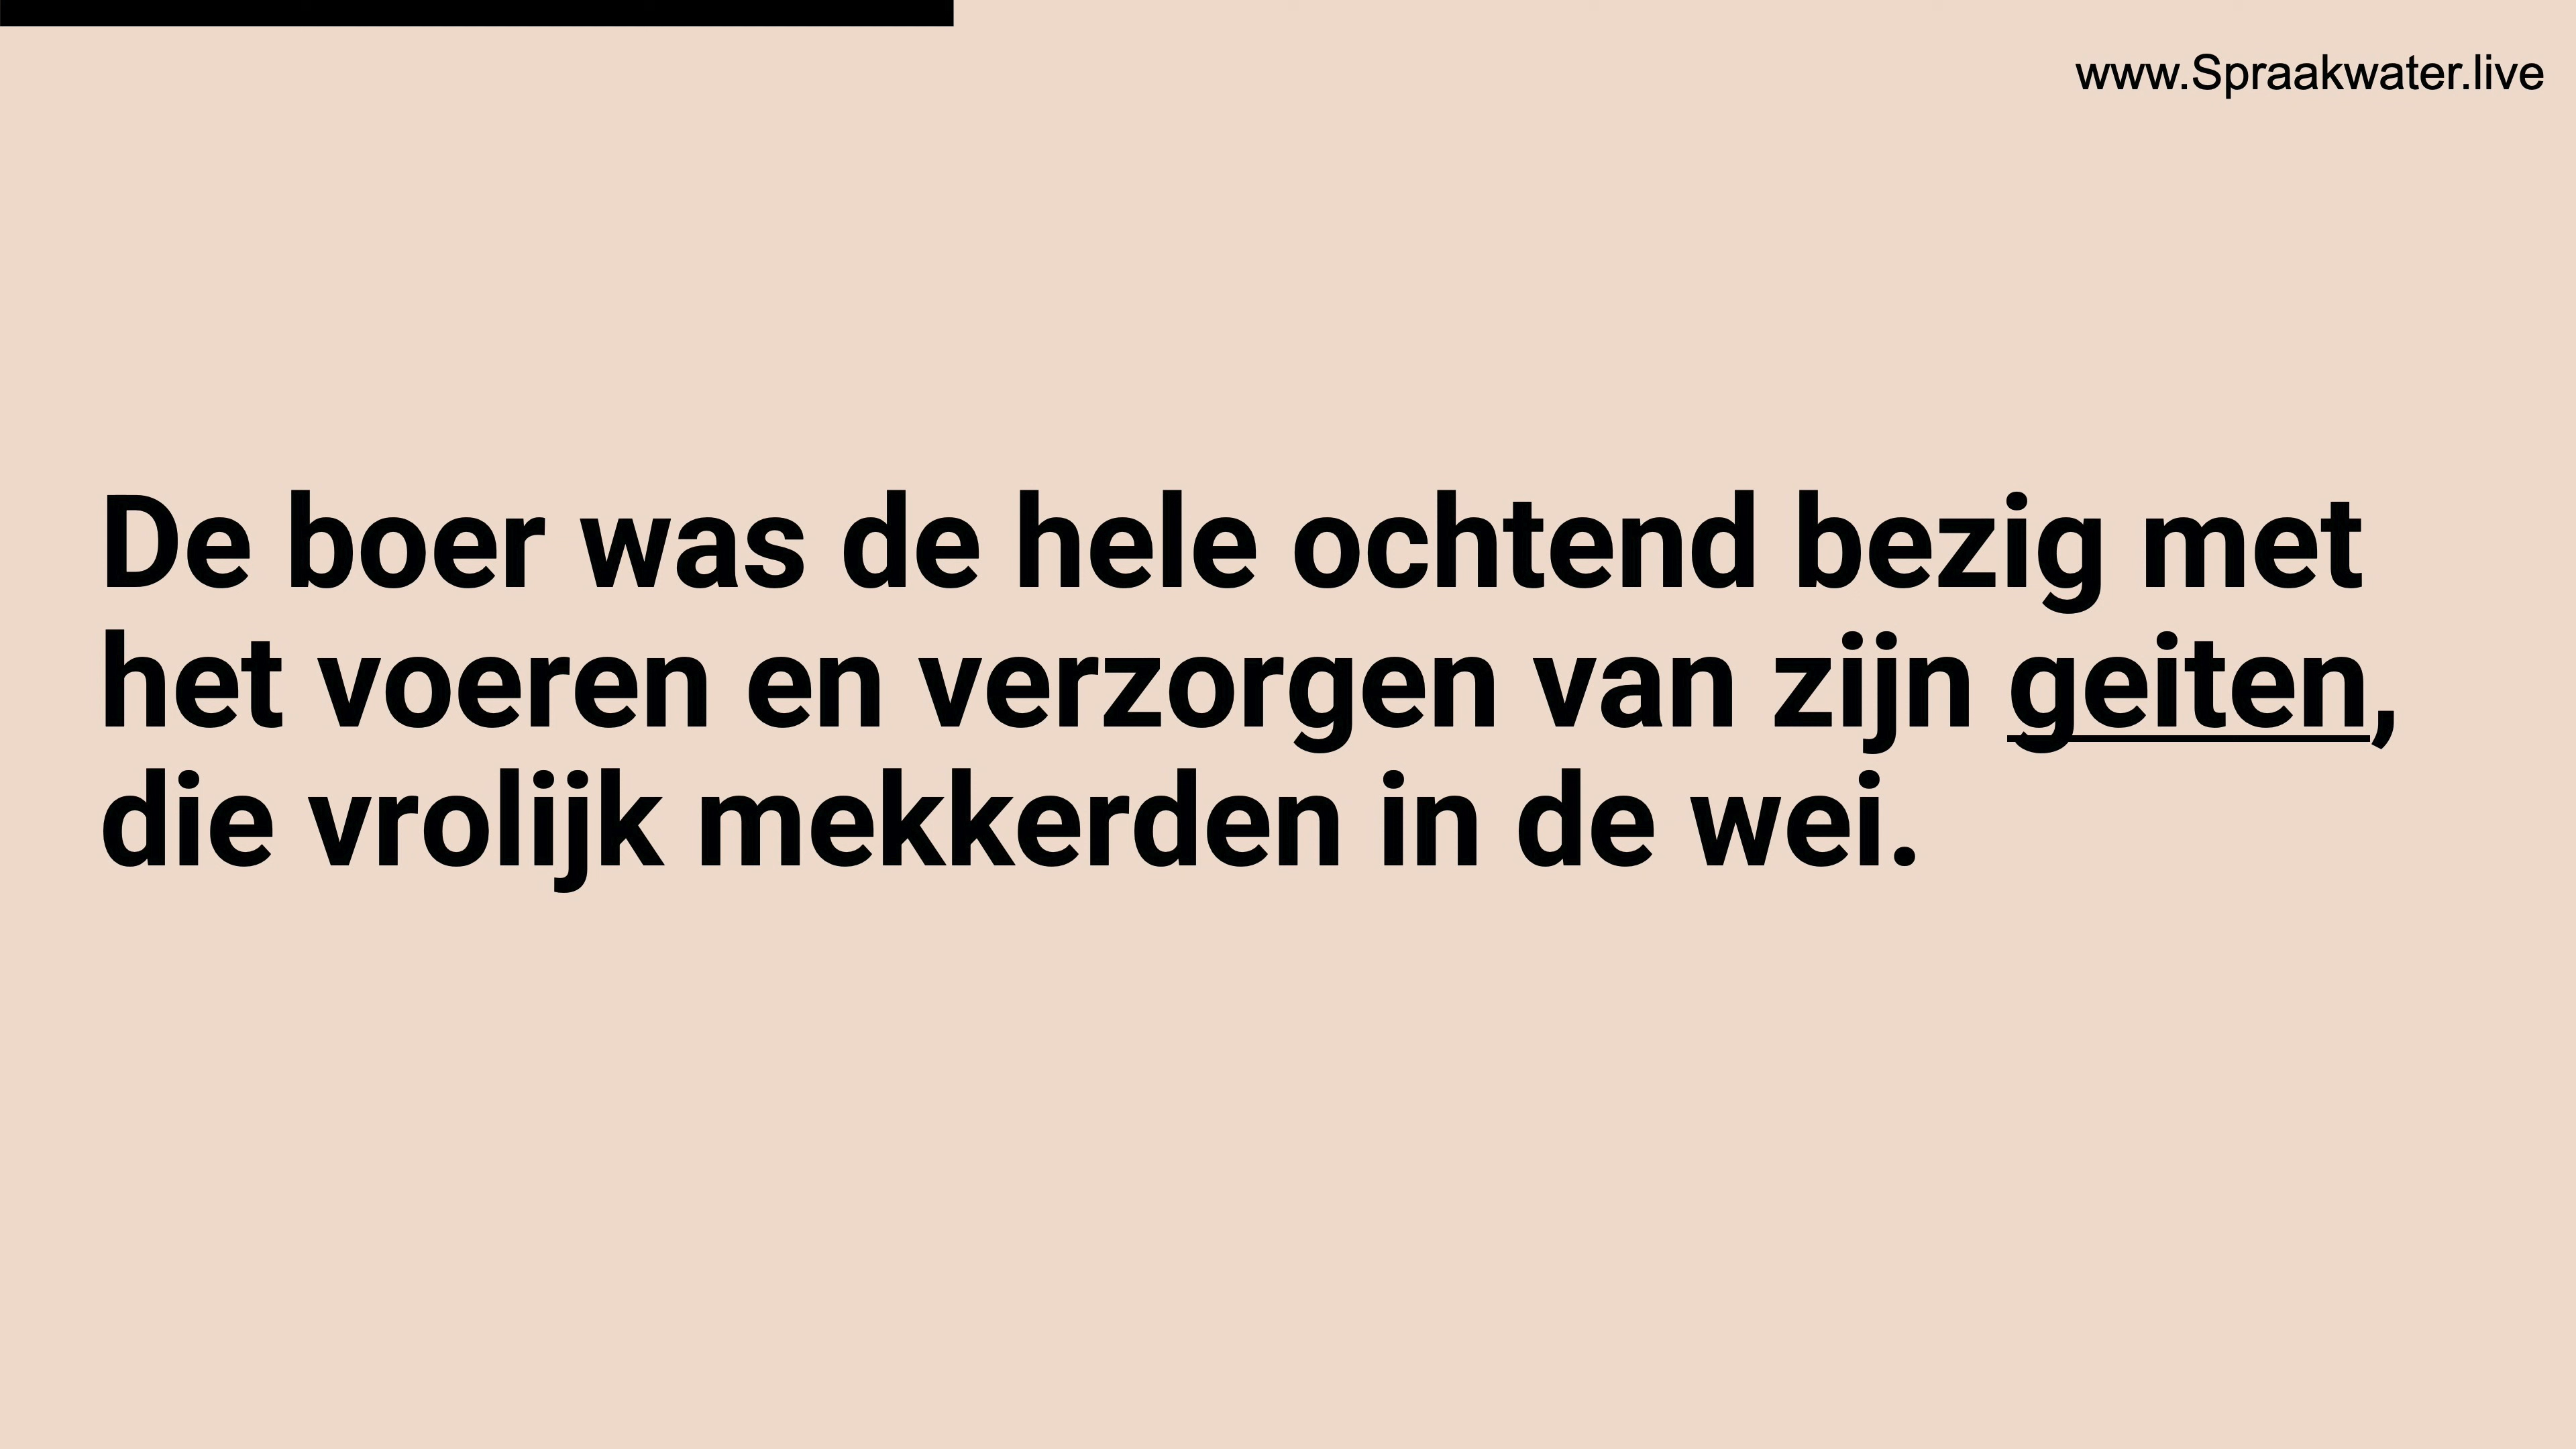 www.Spraakwater.live
De boer was de hele ochtend bezig met
het voeren en verzorgen van zijn geiten,
die vrolijk mekkerden in de wei.